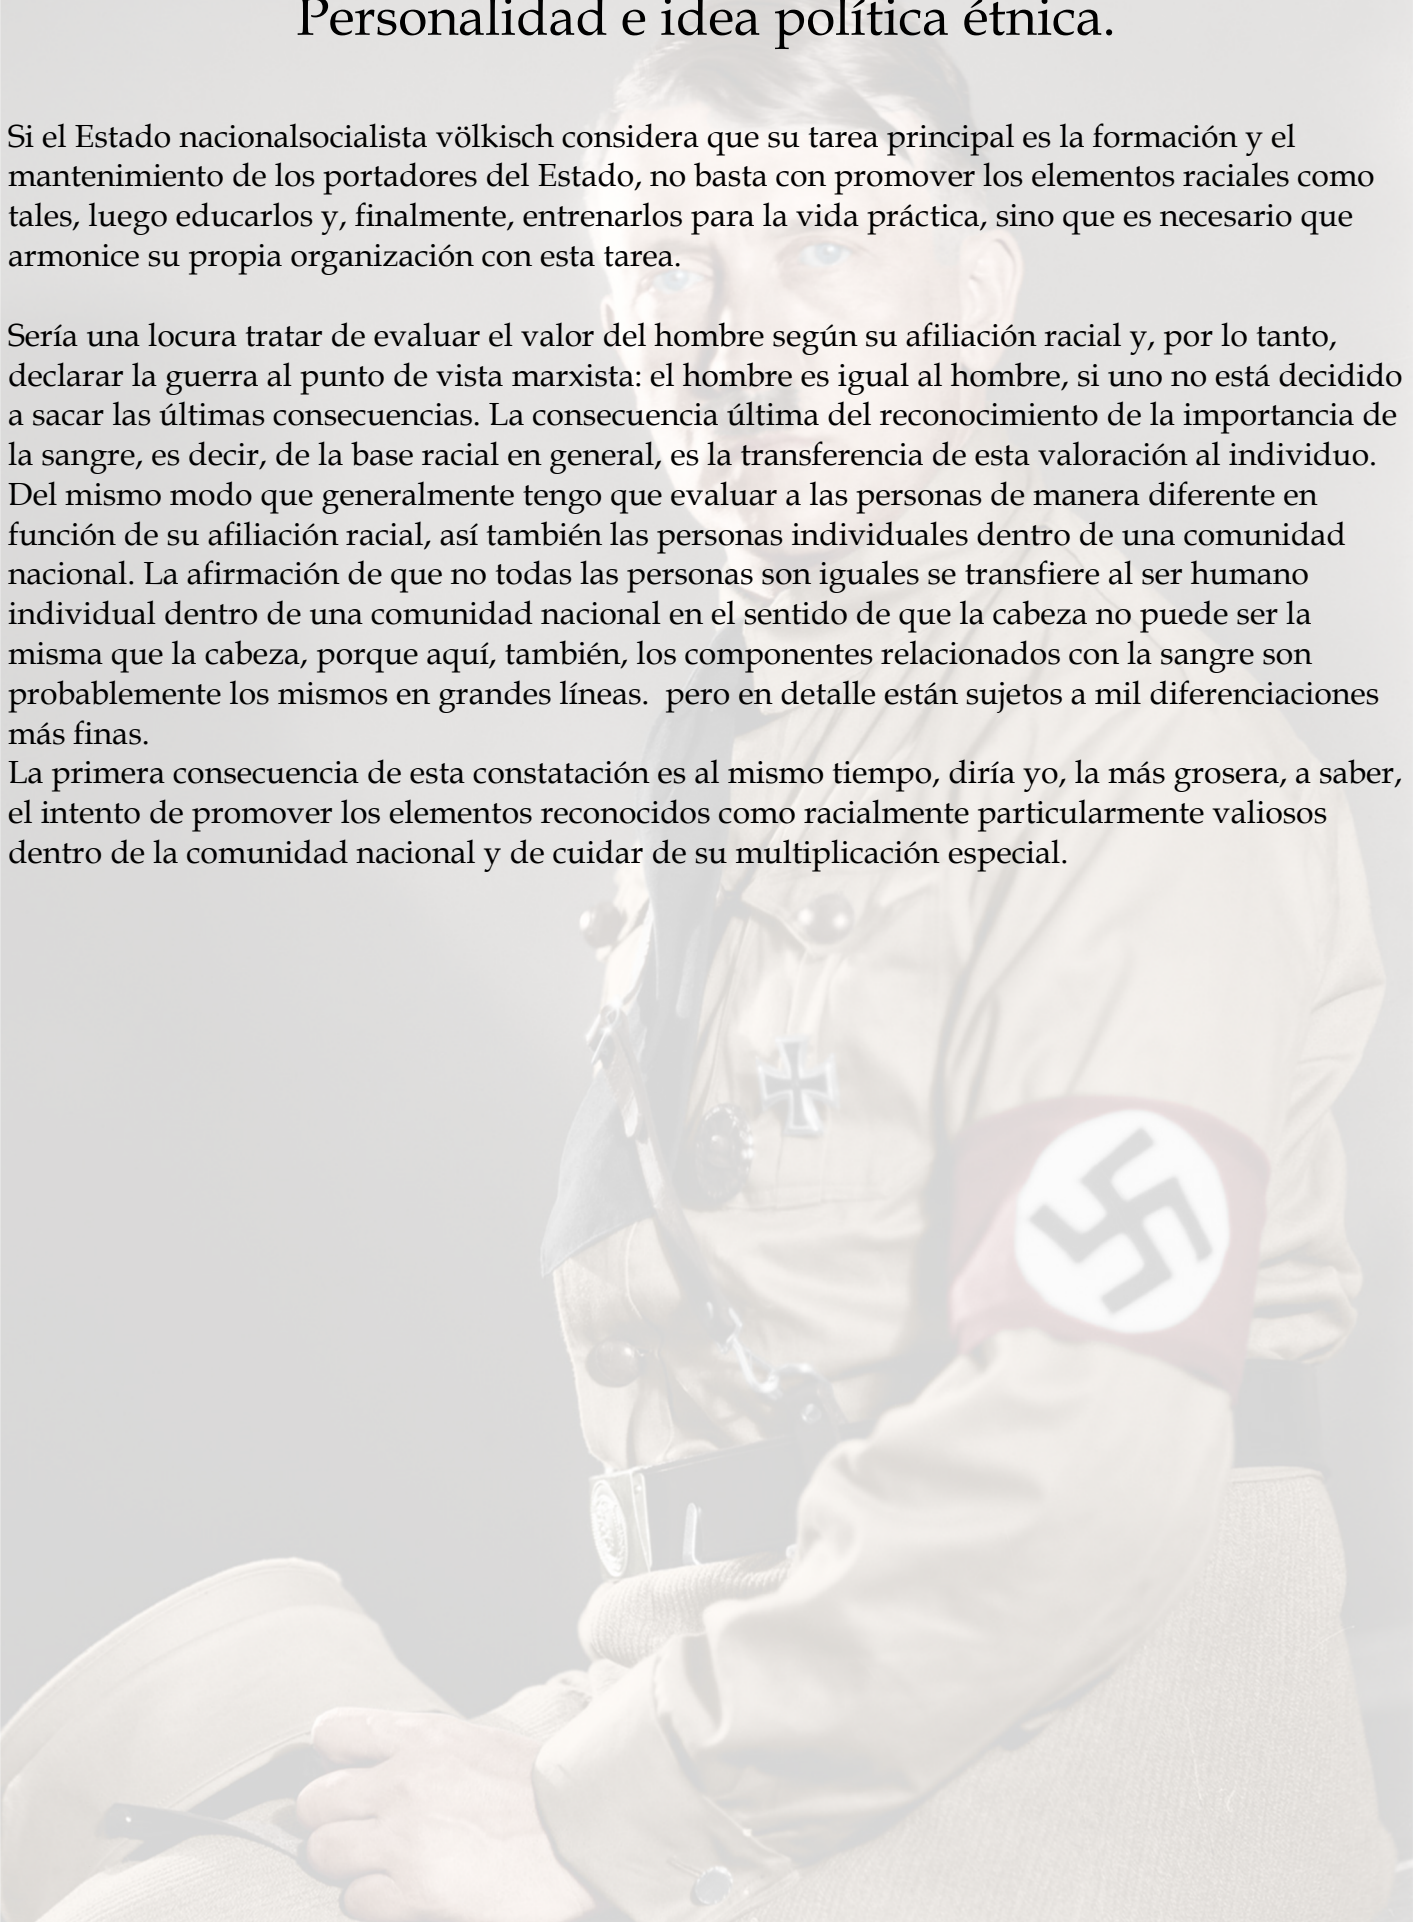 Personalidad e idea política étnica.
Si el Estado nacionalsocialista völkisch considera que su tarea principal es la formación y el
mantenimiento de los portadores del Estado, no basta con promover los elementos raciales como
tales, luego educarlos y, finalmente, entrenarlos para la vida práctica, sino que es necesario que
armonice su propia organización con esta tarea.
Sería una locura tratar de evaluar el valor del hombre según su afiliación racial y, por lo tanto,
declarar la guerra al punto de vista marxista: el hombre es igual al hombre, si uno no está decidido
a sacar las últimas consecuencias. La consecuencia última del reconocimiento de la importancia de
la sangre, es decir, de la base racial en general, es la transferencia de esta valoración al individuo.
Del mismo modo que generalmente tengo que evaluar a las personas de manera diferente en
función de su afiliación racial, así también las personas individuales dentro de una comunidad
nacional. La afirmación de que no todas las personas son iguales se transfiere al ser humano
individual dentro de una comunidad nacional en el sentido de que la cabeza no puede ser la
misma que la cabeza, porque aquí, también, los componentes relacionados con la sangre son
probablemente los mismos en grandes líneas.  pero en detalle están sujetos a mil diferenciaciones
más finas.
La primera consecuencia de esta constatación es al mismo tiempo, diría yo, la más grosera, a saber,
el intento de promover los elementos reconocidos como racialmente particularmente valiosos
dentro de la comunidad nacional y de cuidar de su multiplicación especial.